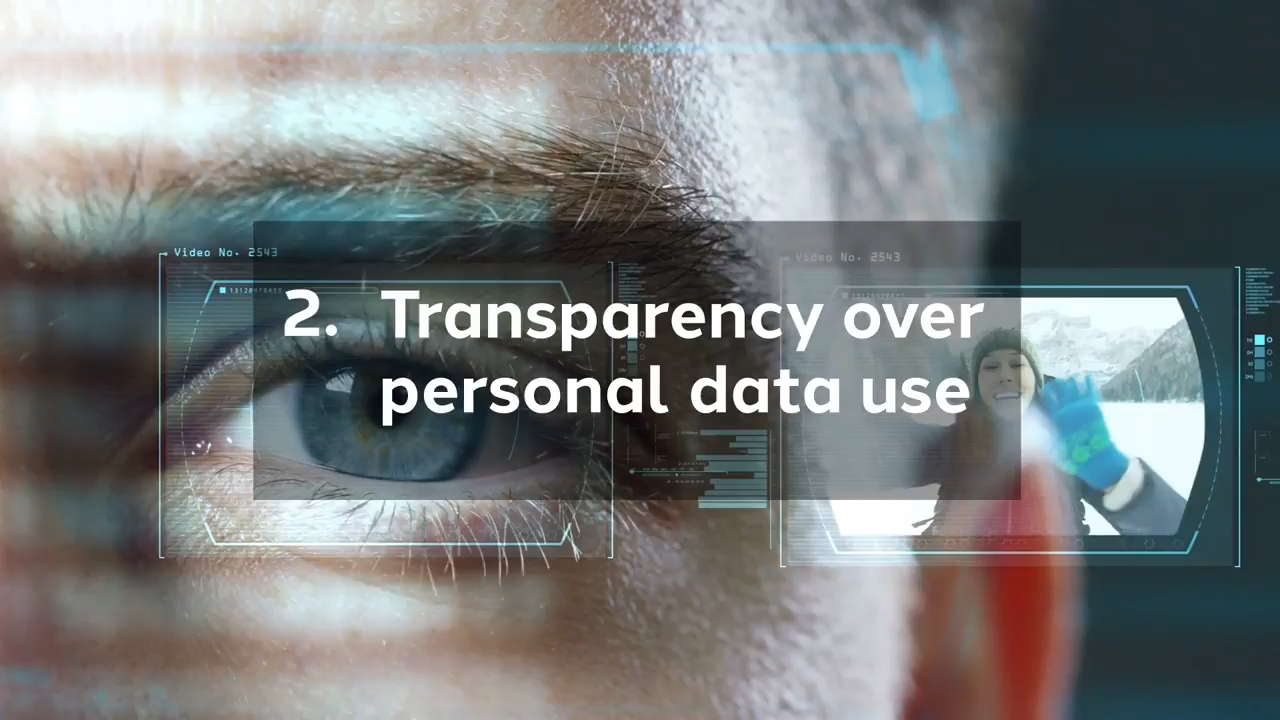 Video No. 2543
Video No. 2543
2. Transparency over
personal data use